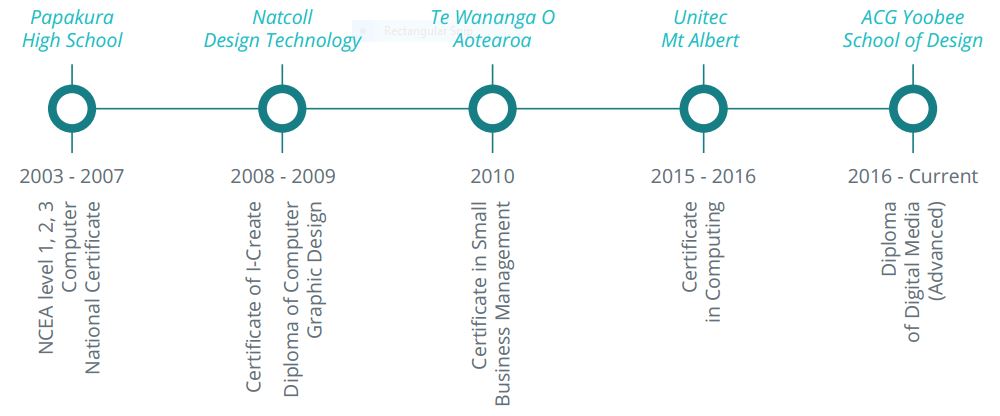 Papakura
High School
Natcoll
Design Technology
Te Wananga O
Aotearoa
Unitec
Mt Albert
ACG Yoobee
School of Design
Rectangular Snip
2003 - 2007
2008 - 2009
2010
2015 - 2016
2016 - Current
NCEA level 1, 2, 3
Computer
National Certificate
Certificate of I-Create
Diploma of Computer
Graphic Design
Certificate in Small
Business Management
Certificate
in Computing
Diploma
of Digital Media
(Advanced)